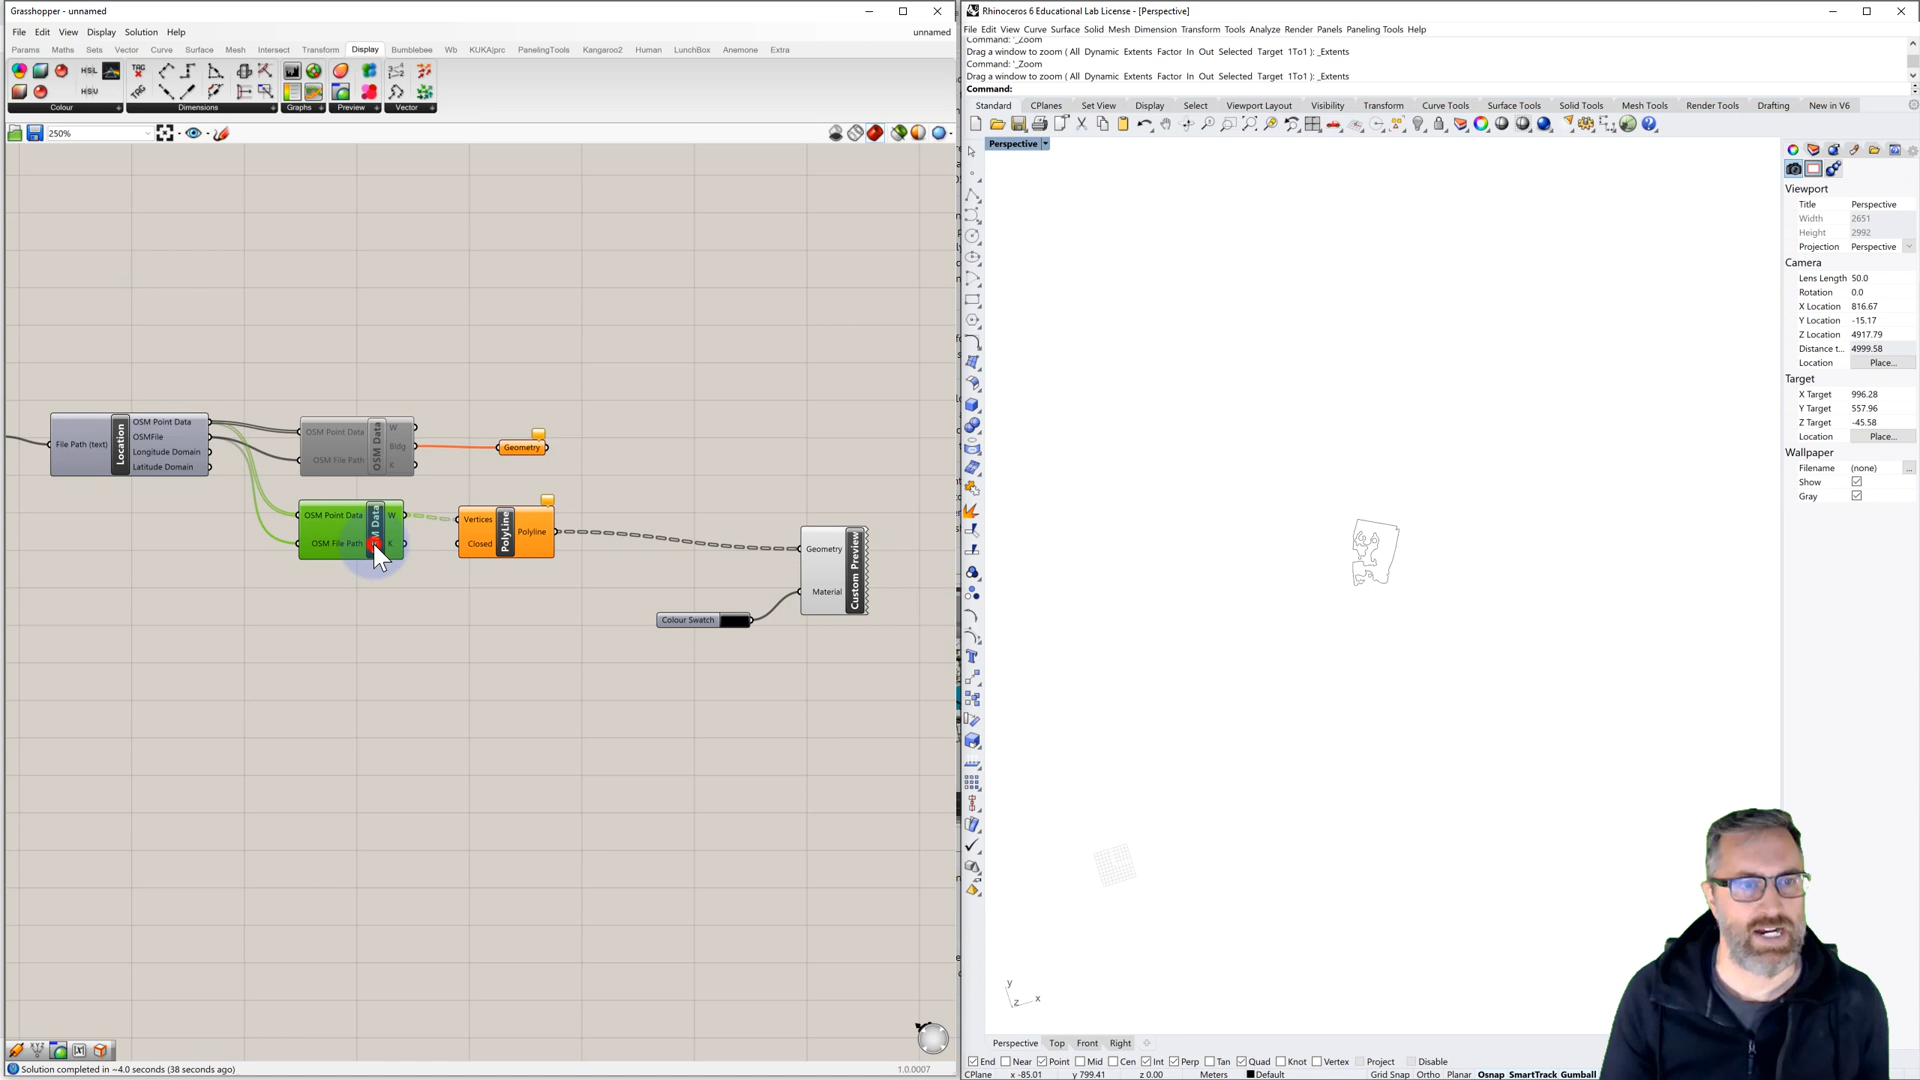 Grasshopper - unnamed
File Edit View Display Solution Help
unnamed
Params Maths Sets Vector Curve Surface Mesh Intersect Transform Display Bumblebee Wb KUKA|prc PanelingTools Kangaroo2 Human LunchBox Anemone Extra
HSL
HSV
TAG
TAG
Colour Dimensions Graphs Preview Vector
250%
Location
File Path (text)
OSM Point Data
OSMFile
Longitude Domain
Latitude Domain
OSM Point Data
OSM File Path
OSM Data
W
Bldg
K
Geometry
OSM Point Data
OSM File Path
M Data
W
K
Vertices
Closed
PolyLine
Polyline
Geometry
Material
Custom Preview
Colour Swatch
Solution completed in ~4.0 seconds (38 seconds ago)
1.0.0007
Rhinoceros 6 Educational Lab License - [Perspective]
File Edit View Curve Surface Solid Mesh Dimension Transform Tools Analyze Render Panels Paneling Tools Help
Command: '_Zoom
Drag a window to zoom ( All Dynamic Extents Factor In Out Selected Target 1To1 ): _Extents
Command: '_Zoom
Drag a window to zoom ( All Dynamic Extents Factor In Out Selected Target 1To1 ): _Extents
Command:
Standard CPlanes Set View Display Select Viewport Layout Visibility Transform Curve Tools Surface Tools Solid Tools Mesh Tools Render Tools Drafting New in V6
Perspective
Viewport
Title Perspective
Width 2651
Height 2992
Projection Perspective
Camera
Lens Length 50.0
Rotation 0.0
X Location 816.67
Y Location -15.17
Z Location 4917.79
Distance t... 4999.58
Location Place...
Target
X Target 996.28
Y Target 557.96
Z Target -45.58
Location Place...
Wallpaper
Filename (none) ...
Show
Gray
y
z x
Perspective Top Front Right
End Near Point Mid Cen Int Perp Tan Quad Knot Vertex Project Disable
CPlane x -85.01 y 799.41 z 0.00 Meters Default Grid Snap Ortho Planar Osnap SmartTrack Gumball